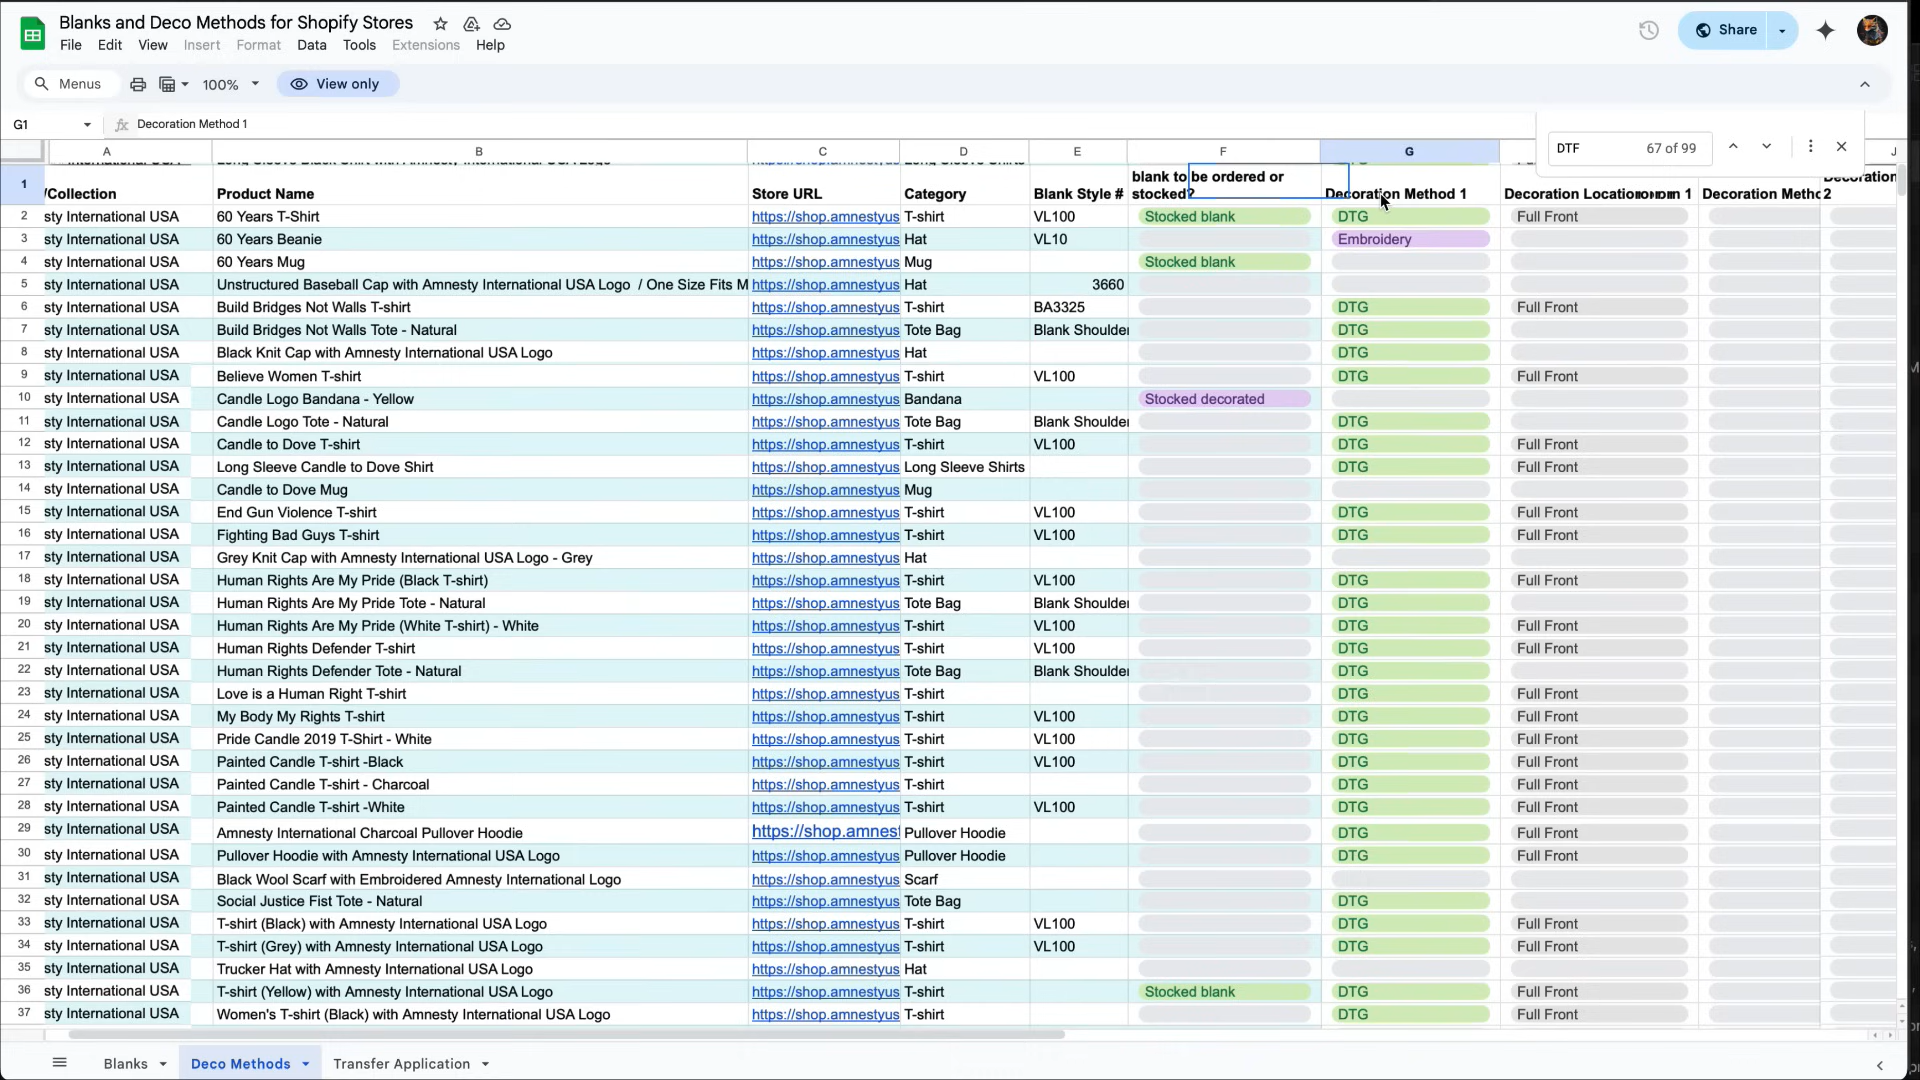 Blanks and Deco Methods for Shopify Stores
File Edit View Insert Format Data Tools Extensions Help
Share
Menus 100% View only
G1 Decoration Method 1
DTF 67 of 99
A B C D E F G J
1 /Collection Product Name Store URL Category Blank Style # blank to be ordered or stocked? Decoration Method 1 Decoration Method 2
2 sty International USA 60 Years T-Shirt https://shop.amnestyus T-shirt VL100 Stocked blank DTG Full Front
3 sty International USA 60 Years Beanie https://shop.amnestyus Hat VL10 Embroidery
4 sty International USA 60 Years Mug https://shop.amnestyus Mug Stocked blank
5 sty International USA Unstructured Baseball Cap with Amnesty International USA Logo / One Size Fits M https://shop.amnestyus Hat 3660
6 sty International USA Build Bridges Not Walls T-shirt https://shop.amnestyus T-shirt BA3325 DTG Full Front
7 sty International USA Build Bridges Not Walls Tote - Natural https://shop.amnestyus Tote Bag Blank Shoulder DTG
8 sty International USA Black Knit Cap with Amnesty International USA Logo https://shop.amnestyus Hat DTG
9 sty International USA Believe Women T-shirt https://shop.amnestyus T-shirt VL100 DTG Full Front
10 sty International USA Candle Logo Bandana - Yellow https://shop.amnestyus Bandana Stocked decorated
11 sty International USA Candle Logo Tote - Natural https://shop.amnestyus Tote Bag Blank Shoulder DTG
12 sty International USA Candle to Dove T-shirt https://shop.amnestyus T-shirt VL100 DTG Full Front
13 sty International USA Long Sleeve Candle to Dove Shirt https://shop.amnestyus Long Sleeve Shirts DTG Full Front
14 sty International USA Candle to Dove Mug https://shop.amnestyus Mug
15 sty International USA End Gun Violence T-shirt https://shop.amnestyus T-shirt VL100 DTG Full Front
16 sty International USA Fighting Bad Guys T-shirt https://shop.amnestyus T-shirt VL100 DTG Full Front
17 sty International USA Grey Knit Cap with Amnesty International USA Logo - Grey https://shop.amnestyus Hat
18 sty International USA Human Rights Are My Pride (Black T-shirt) https://shop.amnestyus T-shirt VL100 DTG Full Front
19 sty International USA Human Rights Are My Pride Tote - Natural https://shop.amnestyus Tote Bag Blank Shoulder DTG
20 sty International USA Human Rights Are My Pride (White T-shirt) - White https://shop.amnestyus T-shirt VL100 DTG Full Front
21 sty International USA Human Rights Defender T-shirt https://shop.amnestyus T-shirt VL100 DTG Full Front
22 sty International USA Human Rights Defender Tote - Natural https://shop.amnestyus Tote Bag Blank Shoulder DTG
23 sty International USA Love is a Human Right T-shirt https://shop.amnestyus T-shirt DTG Full Front
24 sty International USA My Body My Rights T-shirt https://shop.amnestyus T-shirt VL100 DTG Full Front
25 sty International USA Pride Candle 2019 T-Shirt - White https://shop.amnestyus T-shirt VL100 DTG Full Front
26 sty International USA Painted Candle T-shirt -Black https://shop.amnestyus T-shirt VL100 DTG Full Front
27 sty International USA Painted Candle T-shirt - Charcoal https://shop.amnestyus T-shirt DTG Full Front
28 sty International USA Painted Candle T-shirt -White https://shop.amnestyus T-shirt VL100 DTG Full Front
29 sty International USA Amnesty International Charcoal Pullover Hoodie https://shop.amnest Pullover Hoodie DTG Full Front
30 sty International USA Pullover Hoodie with Amnesty International USA Logo https://shop.amnestyus Pullover Hoodie DTG Full Front
31 sty International USA Black Wool Scarf with Embroidered Amnesty International Logo https://shop.amnestyus Scarf
32 sty International USA Social Justice Fist Tote - Natural https://shop.amnestyus Tote Bag DTG
33 sty International USA T-shirt (Black) with Amnesty International USA Logo https://shop.amnestyus T-shirt VL100 DTG Full Front
34 sty International USA T-shirt (Grey) with Amnesty International USA Logo https://shop.amnestyus T-shirt VL100 DTG Full Front
35 sty International USA Trucker Hat with Amnesty International USA Logo https://shop.amnestyus Hat
36 sty International USA T-shirt (Yellow) with Amnesty International USA Logo https://shop.amnestyus T-shirt Stocked blank DTG Full Front
37 sty International USA Women's T-shirt (Black) with Amnesty International USA Logo https://shop.amnestyus T-shirt DTG Full Front
Blanks Deco Methods Transfer Application